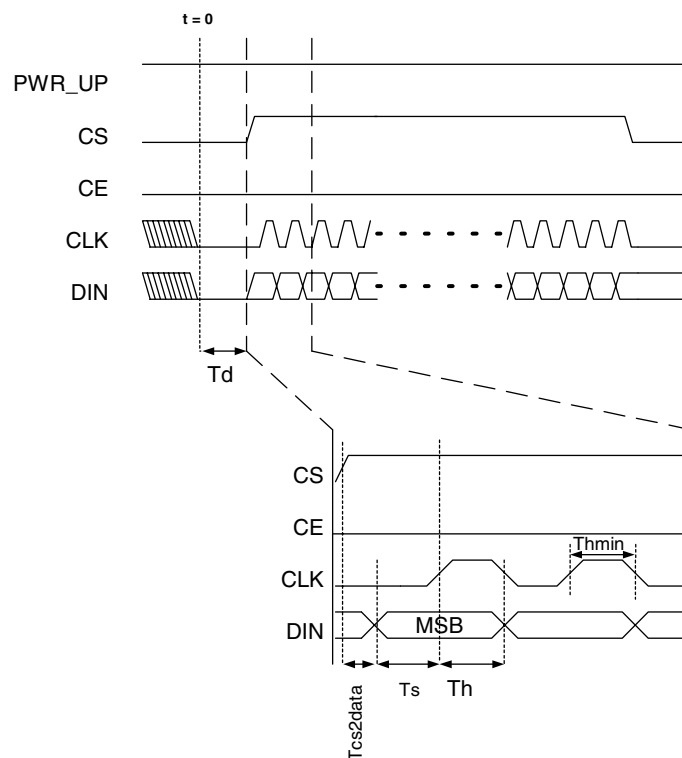 t = 0
PWR_UP
CS
CE
CLK
DIN
Td
CS
CE
Thmin
CLK
DIN
MSB
Tcs2data
Ts
Th